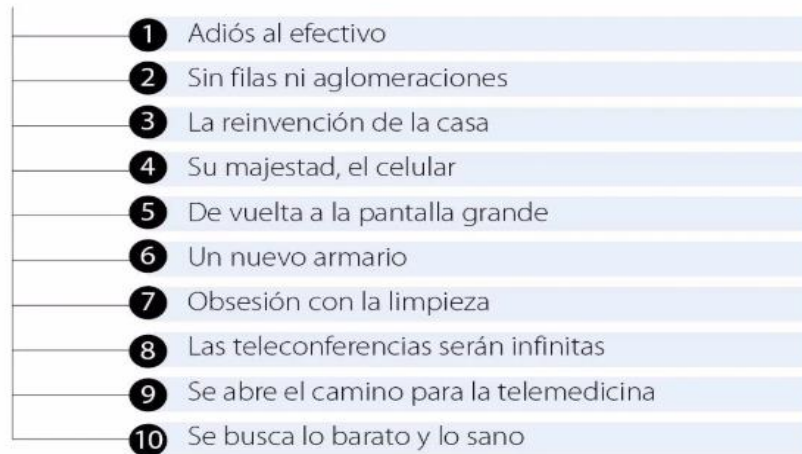 1 Adiós al efectivo
2 Sin filas ni aglomeraciones
3 La reinvención de la casa
4 Su majestad, el celular
5 De vuelta a la pantalla grande
6 Un nuevo armario
7 Obsesión con la limpieza
8 Las teleconferencias serán infinitas
9 Se abre el camino para la telemedicina
10 Se busca lo barato y lo sano